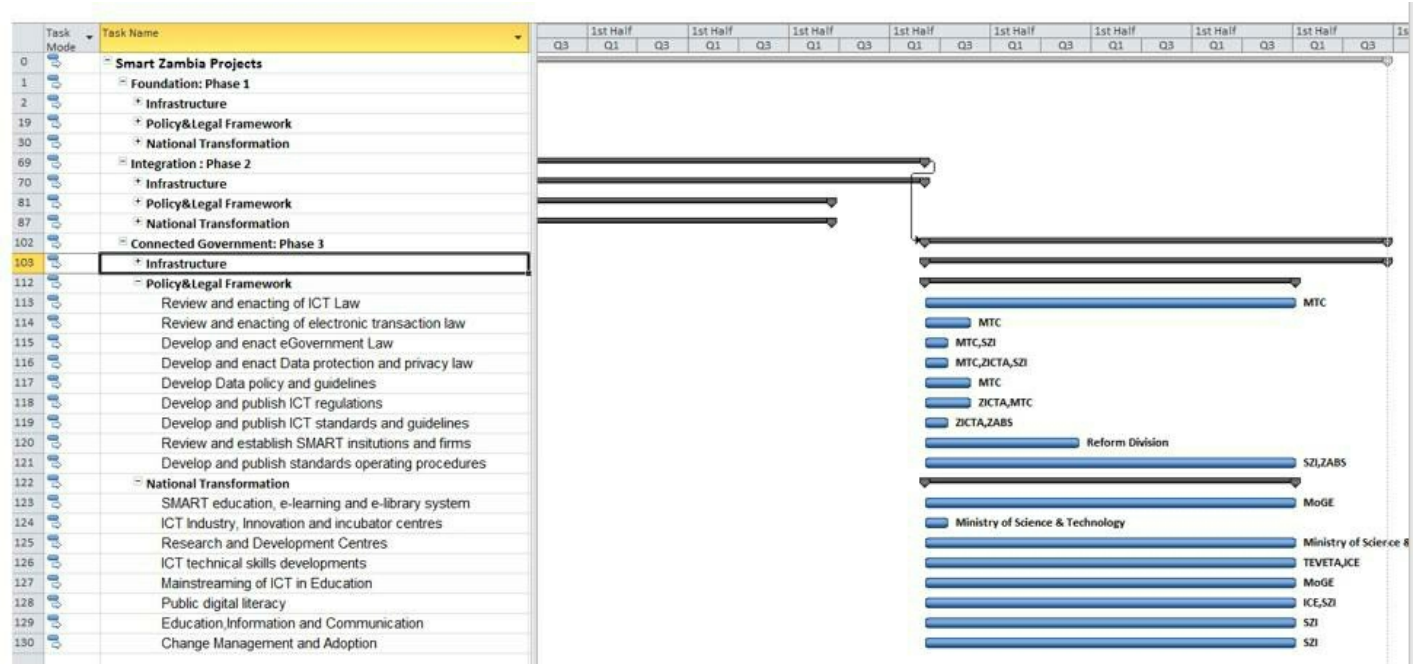 Task Mode Task Name 1st Half 1st Half 1st Half 1st Half 1st Half 1st Half 1st Half 1st Half
Q3 Q1 Q3 Q1 Q3 Q1 Q3 Q1 Q3 Q1 Q3 Q1 Q3 Q1 Q3 Q1 Q3
0 Smart Zambia Projects
1 Foundation: Phase 1
2 Infrastructure
19 Policy&Legal Framework
30 National Transformation
69 Integration : Phase 2
70 Infrastructure
81 Policy&Legal Framework
87 National Transformation
102 Connected Government: Phase 3
103 Infrastructure
112 Policy&Legal Framework
113 Review and enacting of ICT Law MTC
114 Review and enacting of electronic transaction law MTC
115 Develop and enact eGovernment Law MTC,SZI
116 Develop and enact Data protection and privacy law MTC,ZICTA,SZI
117 Develop Data policy and guidelines MTC
118 Develop and publish ICT regulations ZICTA,MTC
119 Develop and publish ICT standards and guidelines ZICTA,ZABS
120 Review and establish SMART insitutions and firms Reform Division
121 Develop and publish standards operating procedures SZI,ZABS
122 National Transformation
123 SMART education, e-learning and e-library system MoGE
124 ICT Industry, Innovation and incubator centres Ministry of Science & Technology
125 Research and Development Centres Ministry of Science &
126 ICT technical skills developments TEVETA,ICE
127 Mainstreaming of ICT in Education MoGE
128 Public digital literacy ICE,SZI
129 Education,Information and Communication SZI
130 Change Management and Adoption SZI